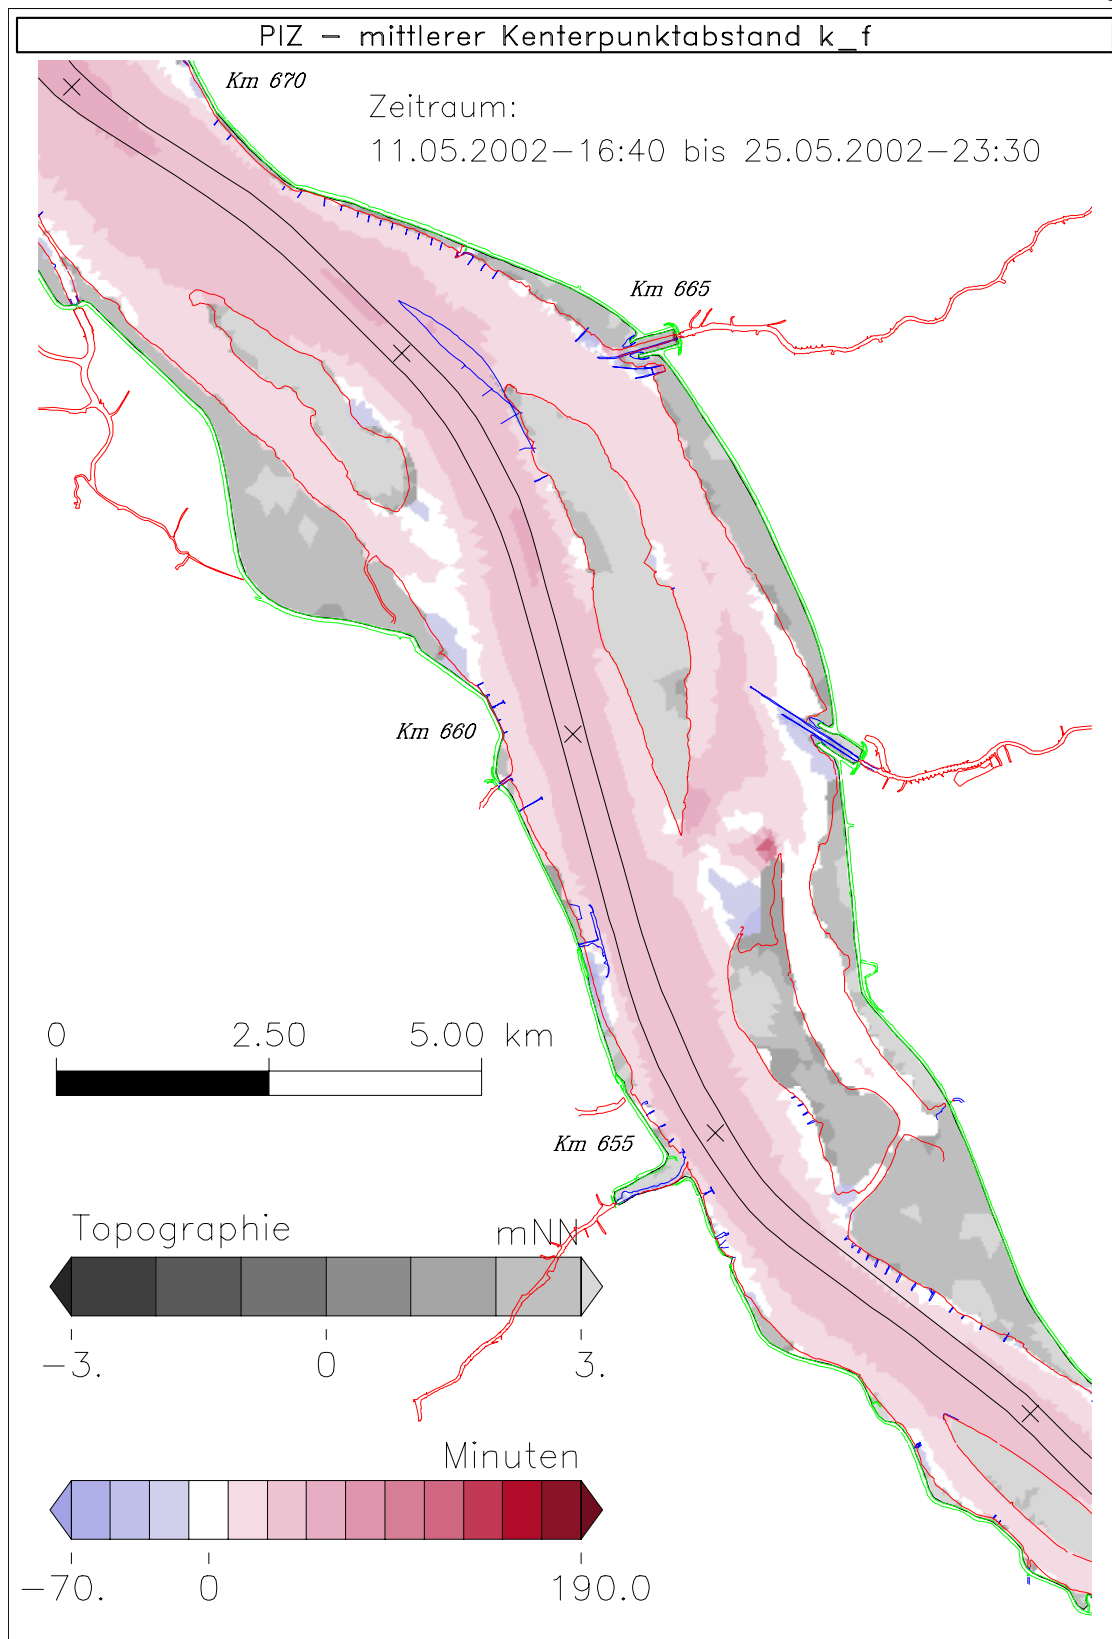 PIZ – mittlerer Kenterpunktabstand k_f
Km 670
Zeitraum:
11.05.2002–16:40 bis 25.05.2002–23:30
Km 665
Km 660
0 2.50 5.00 km
Km 655
Topographie mNN
–3. 0 3.
Minuten
–70. 0 190.0